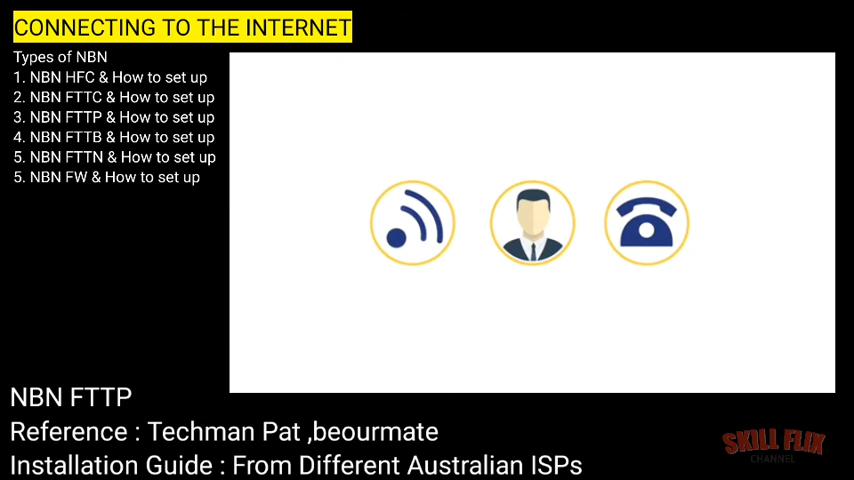 CONNECTING TO THE INTERNET
Types of NBN
1. NBN HFC & How to set up
2. NBN FTTC & How to set up
3. NBN FTTP & How to set up
4. NBN FTTB & How to set up
5. NBN FTTN & How to set up
5. NBN FW & How to set up
NBN FTTP
Reference : Techman Pat ,beourmate
Installation Guide : From Different Australian ISPs
SKILL FLIX
CHANNEL